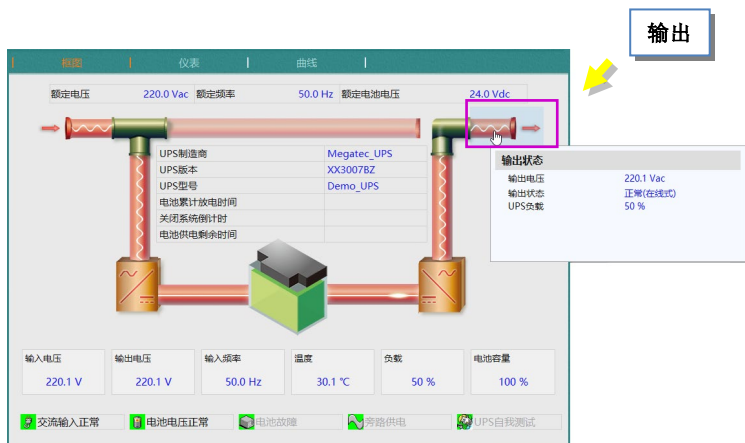 输出
框图 仪表 曲线
额定电压 220.0 Vac 额定频率 50.0 Hz 额定电池电压 24.0 Vdc
UPS制造商 Megatec_UPS
UPS版本 XX3007BZ
UPS型号 Demo_UPS
电池累计放电时间
关闭系统倒计时
电池供电剩余时间
输出状态
输出电压 220.1 Vac
输出状态 正常(在线式)
UPS负载 50 %
输入电压 输出电压 输入频率 温度 负载 电池容量
220.1 V 220.1 V 50.0 Hz 30.1 ℃ 50 % 100 %
交流输入正常 电池电压正常 电池故障 旁路供电 UPS自我测试